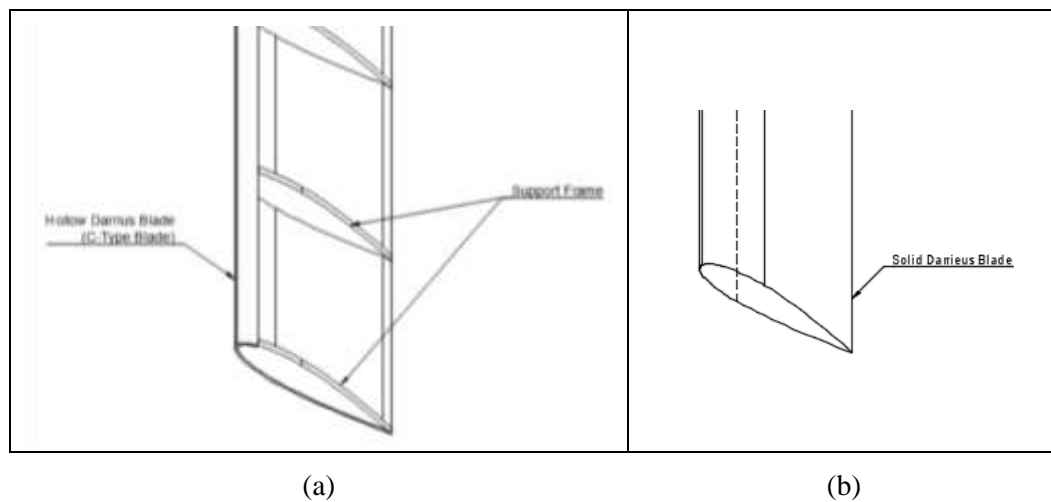 Hollow Darrius Blade
(C-Type Blade)
Support Frame
Solid Darrieus Blade
(a)
(b)